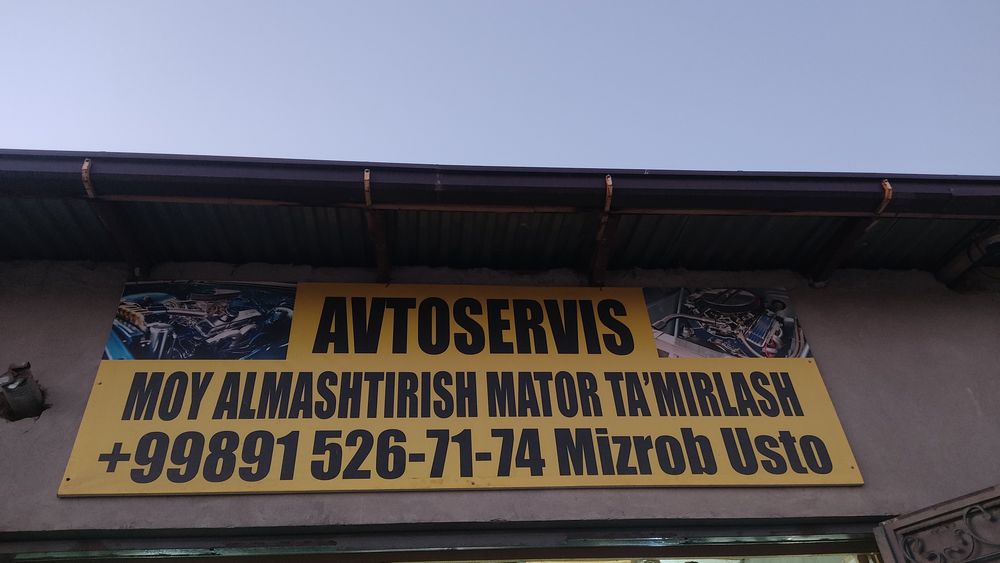 AVTOSERVIS
MOY ALMASHTIRISH MATOR TA'MIRLASH
+99891 526-71-74 Mizrob Usto